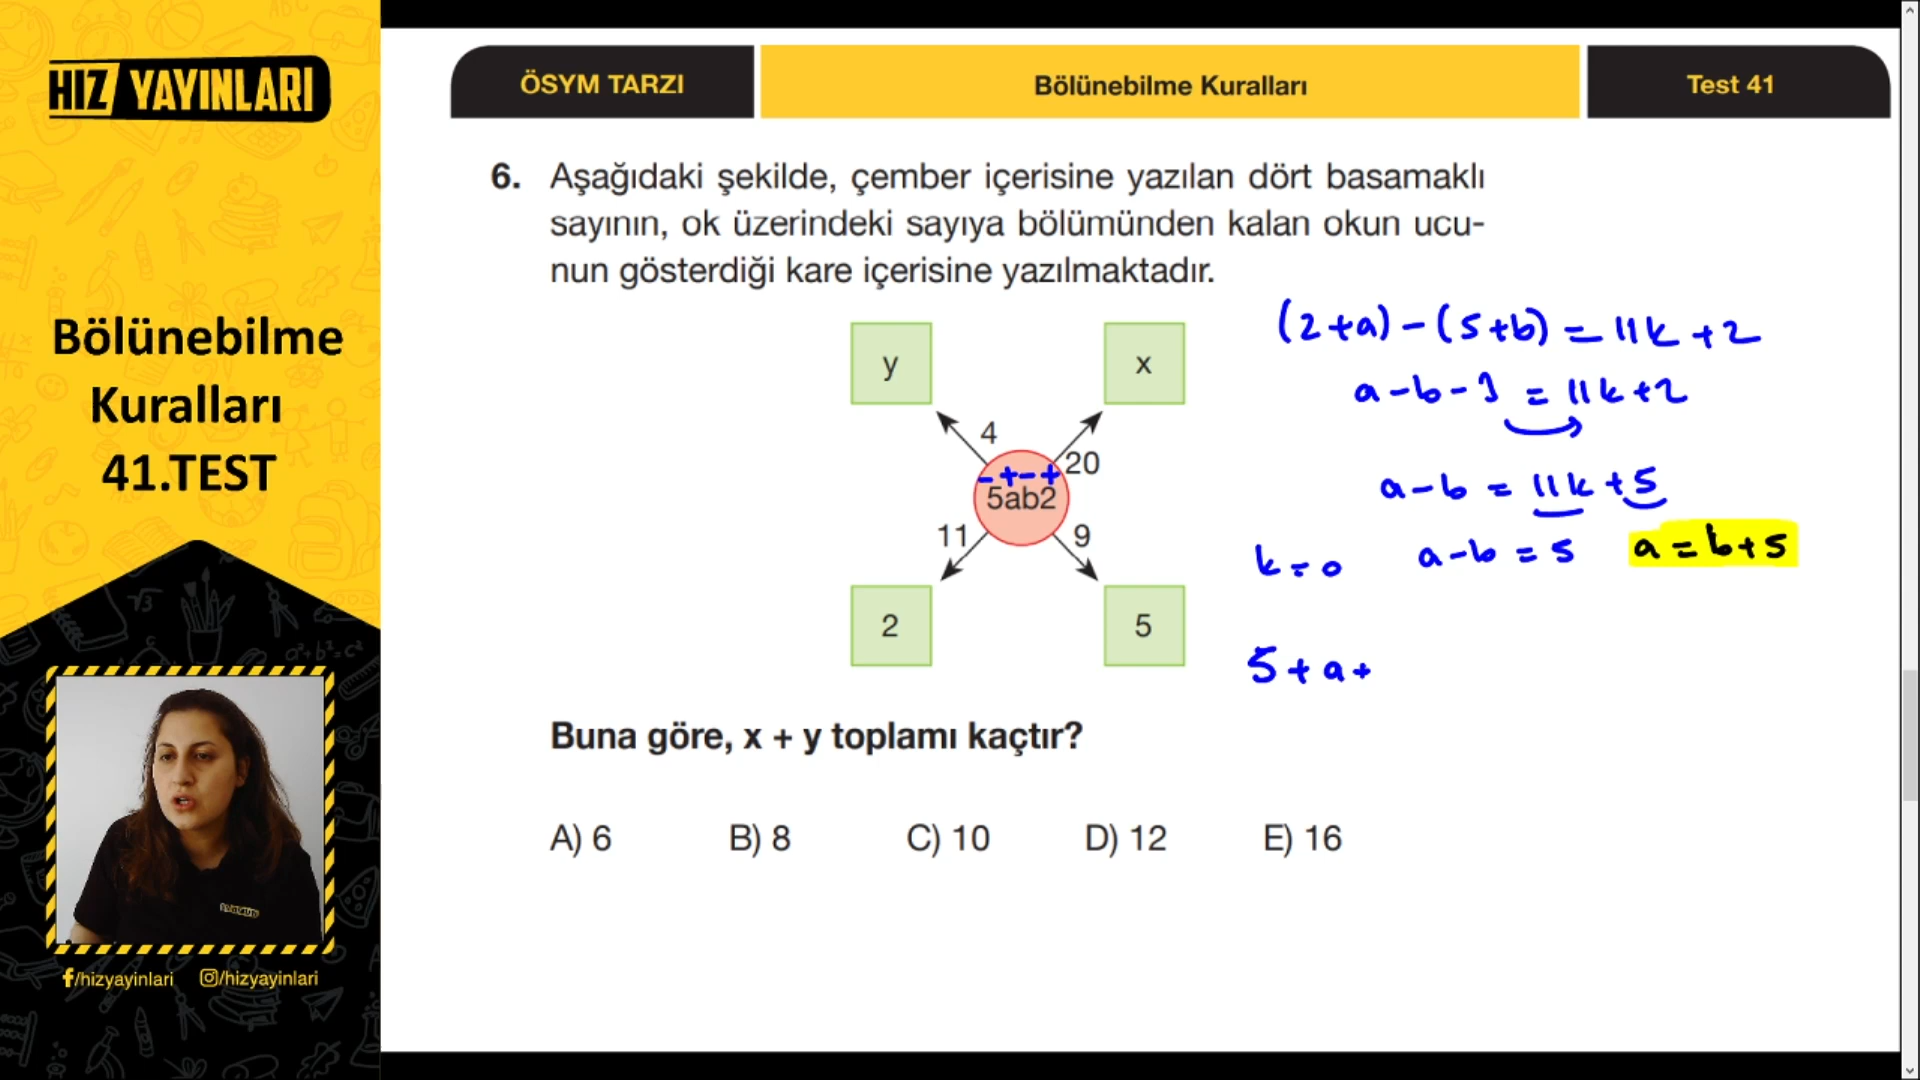 HIZ YAYINLARI
Bölünebilme
Kuralları
41.TEST
/hizyayinlari /hizyayinlari
ÖSYM TARZI
Bölünebilme Kuralları
Test 41
6. Aşağıdaki şekilde, çember içerisine yazılan dört basamaklı
sayının, ok üzerindeki sayıya bölümünden kalan okun ucu-
nun gösterdiği kare içerisine yazılmaktadır.
y x
4 20
- + - +
5ab2
11 9
2 5
(2+a) - (5+b) = 11k +2
a - b - 3 = 11k +2
a - b = 11k + 5
k = 0 a - b = 5 a = b+5
5 + a +
Buna göre, x + y toplamı kaçtır?
A) 6 B) 8 C) 10 D) 12 E) 16